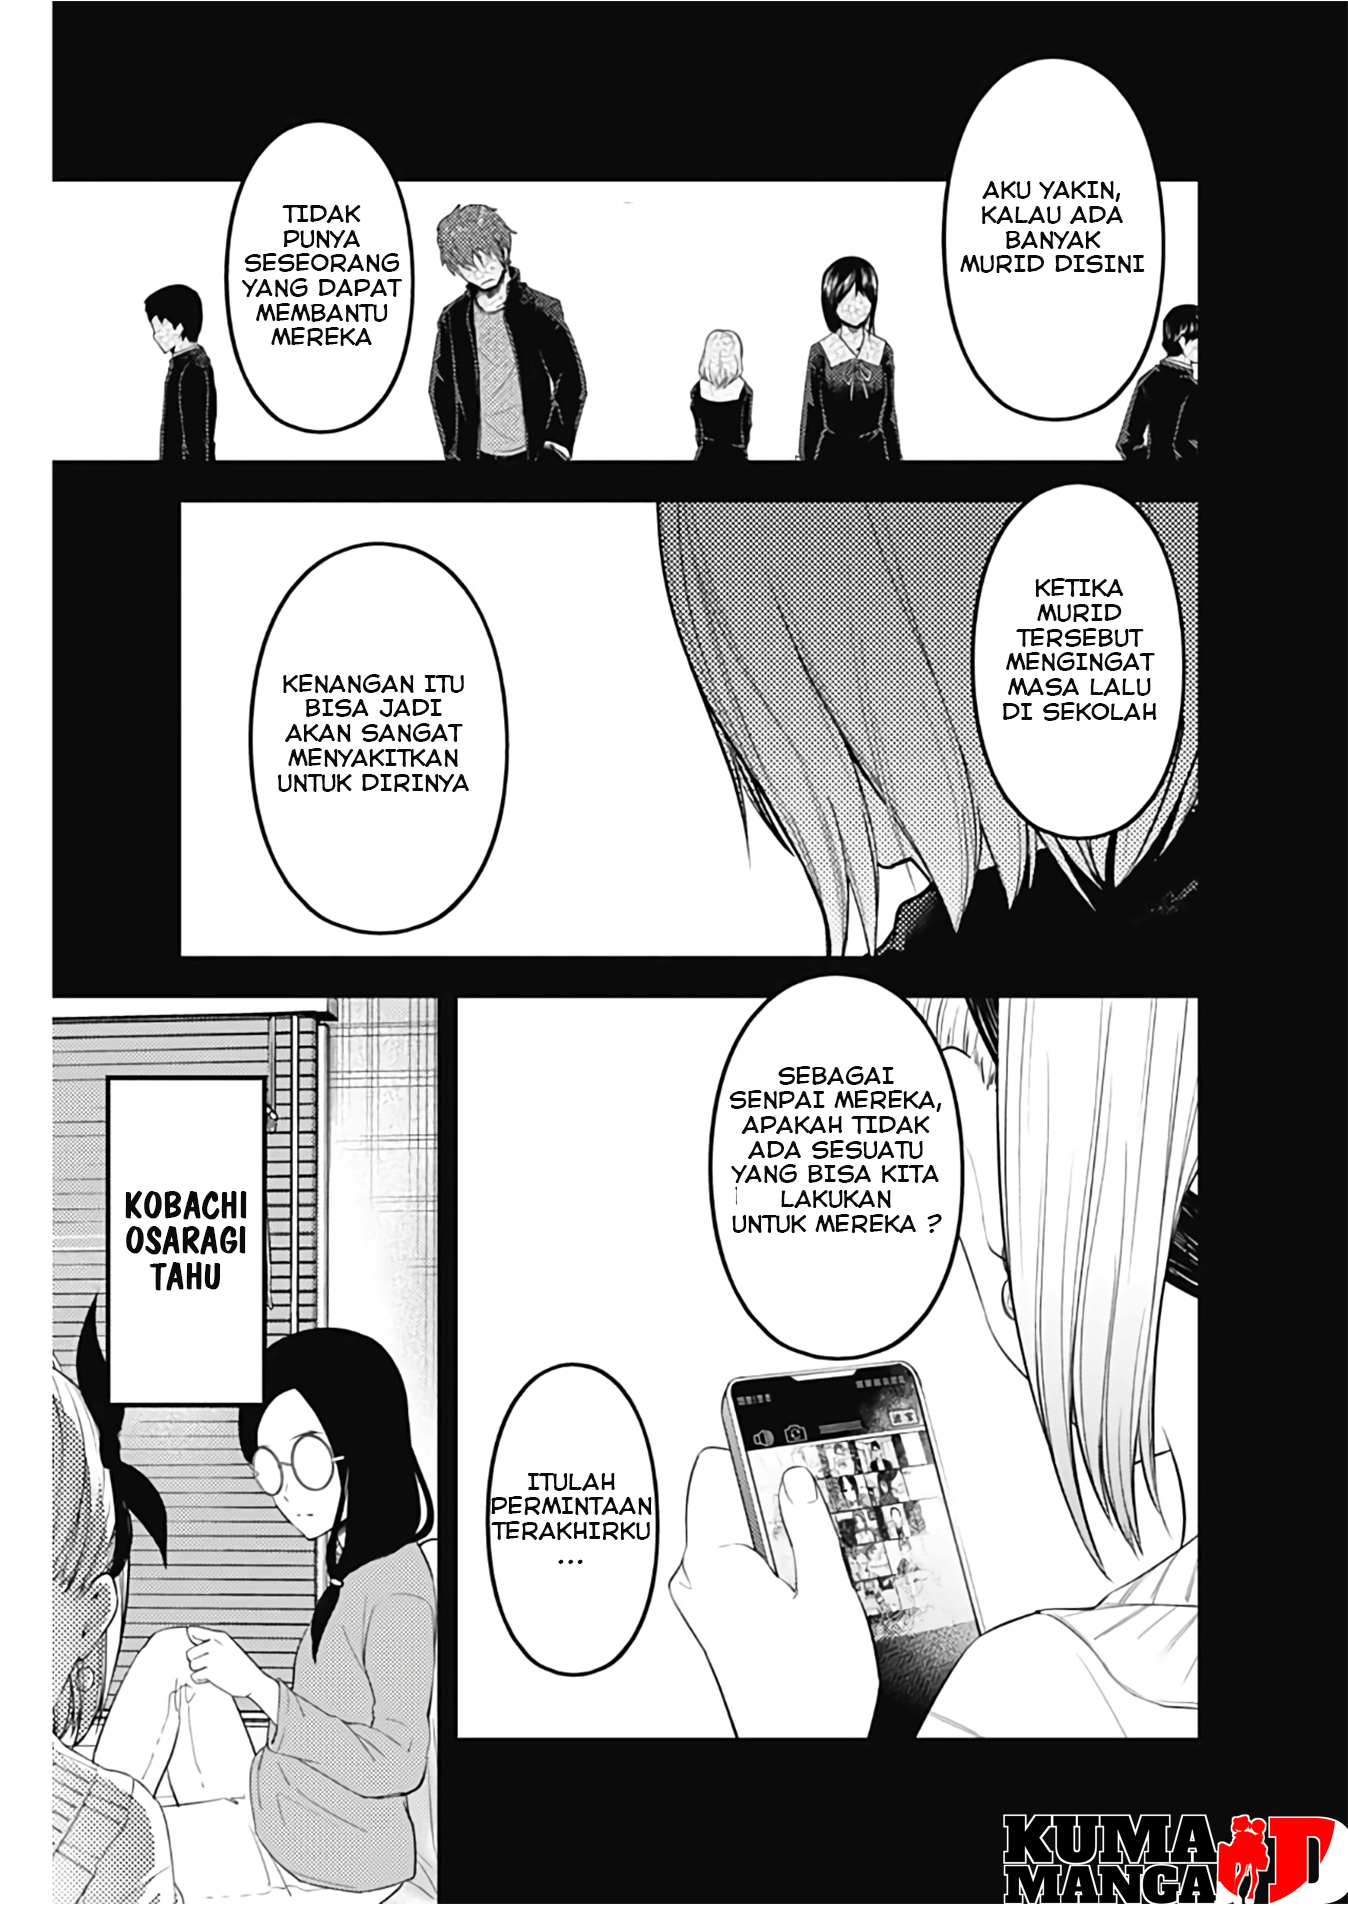 AKU YAKIN,
KALAU ADA
BANYAK
MURID DISINI
TIDAK
PUNYA
SESEORANG
YANG DAPAT
MEMBANTU
MEREKA
KETIKA
MURID
TERSEBUT
MENGINGAT
MASA LALU
DI SEKOLAH
KENANGAN ITU
BISA JADI
AKAN SANGAT
MENYAKITKAN
UNTUK DIRINYA
SEBAGAI
SENPAI MEREKA,
APAKAH TIDAK
ADA SESUATU
YANG BISA KITA
LAKUKAN
UNTUK MEREKA ?
ITULAH
PERMINTAAN
TERAKHIRKU
...
KOBACHI
OSARAGI
TAHU
KUMA
MANGA
ID